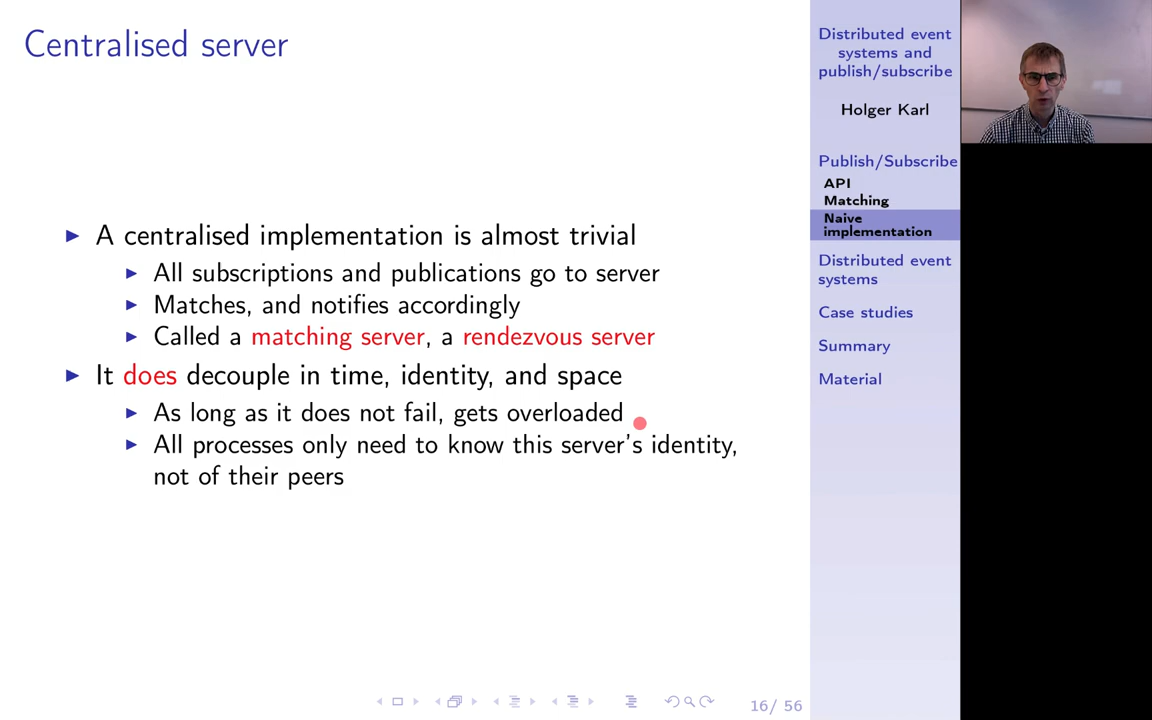 Centralised server
A centralised implementation is almost trivial
All subscriptions and publications go to server
Matches, and notifies accordingly
Called a matching server, a rendezvous server
It does decouple in time, identity, and space
As long as it does not fail, gets overloaded
All processes only need to know this server's identity,
not of their peers
Distributed event
systems and
publish/subscribe
Holger Karl
Publish/Subscribe
API
Matching
Naive
implementation
Distributed event
systems
Case studies
Summary
Material
16/ 56